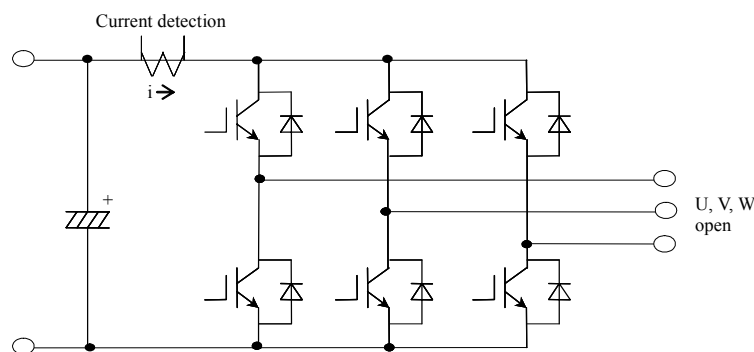 Current detection
i
+
U, V, W
open